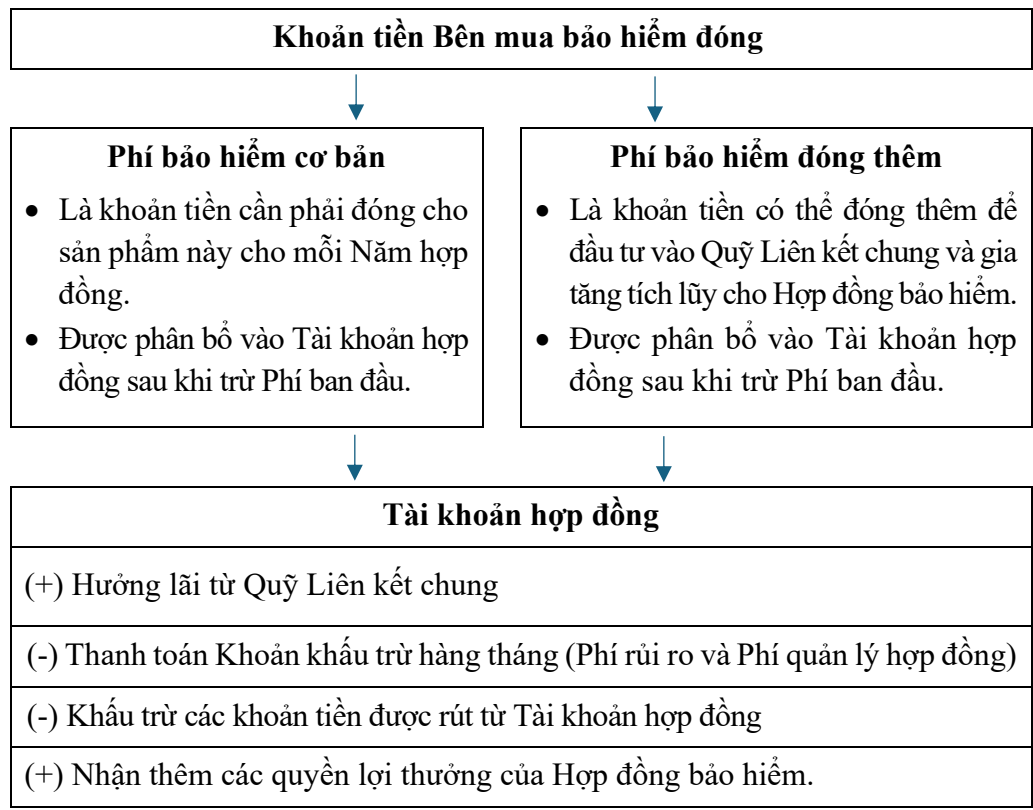 Khoản tiền Bên mua bảo hiểm đóng
Phí bảo hiểm cơ bản
• Là khoản tiền cần phải đóng cho
sản phẩm này cho mỗi Năm hợp
đồng.
• Được phân bổ vào Tài khoản hợp
đồng sau khi trừ Phí ban đầu.
Phí bảo hiểm đóng thêm
• Là khoản tiền có thể đóng thêm để
đầu tư vào Quỹ Liên kết chung và gia
tăng tích lũy cho Hợp đồng bảo hiểm.
• Được phân bổ vào Tài khoản hợp
đồng sau khi trừ Phí ban đầu.
Tài khoản hợp đồng
(+) Hưởng lãi từ Quỹ Liên kết chung
(-) Thanh toán Khoản khấu trừ hàng tháng (Phí rủi ro và Phí quản lý hợp đồng)
(-) Khấu trừ các khoản tiền được rút từ Tài khoản hợp đồng
(+) Nhận thêm các quyền lợi thưởng của Hợp đồng bảo hiểm.